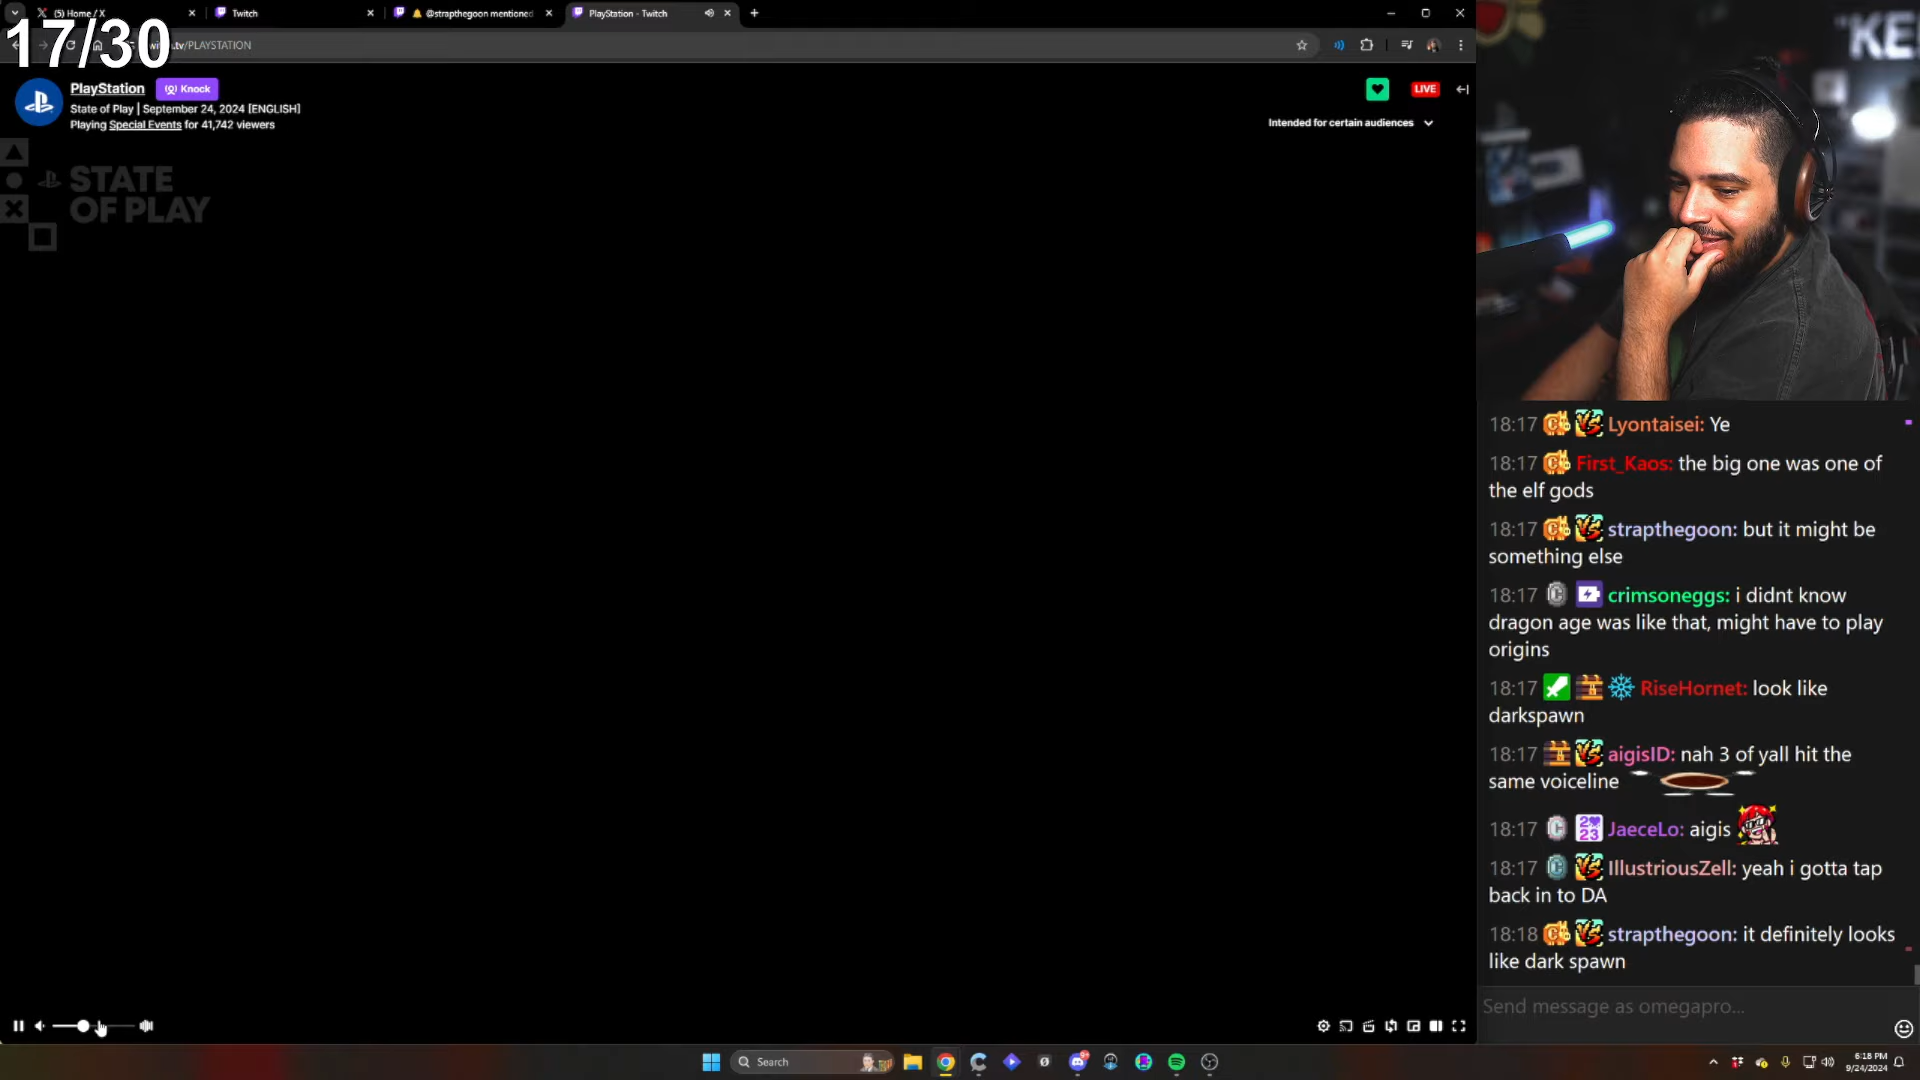 (5) Home / X
Twitch
@strapthegoon mentioned
PlayStation - Twitch
17/30
.tv/PLAYSTATION
PlayStation
Knock
State of Play | September 24, 2024 [ENGLISH]
Playing Special Events for 41,742 viewers
LIVE
Intended for certain audiences
STATE
OF PLAY
"KE
18:17 Lyontaisei: Ye
18:17 First_Kaos: the big one was one of
the elf gods
18:17 strapthegoon: but it might be
something else
18:17 crimsoneggs: i didnt know
dragon age was like that, might have to play
origins
18:17 RiseHornet: look like
darkspawn
18:17 aigisID: nah 3 of yall hit the
same voiceline
18:17 JaeceLo: aigis
18:17 IllustriousZell: yeah i gotta tap
back in to DA
18:18 strapthegoon: it definitely looks
like dark spawn
Send message as omegapro...
Search
6:18 PM
9/24/2024